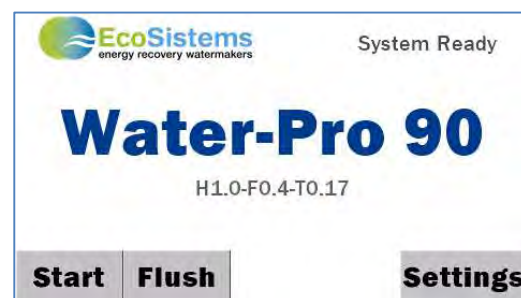 EcoSistems
energy recovery watermakers
System Ready
Water-Pro 90
H1.0-F0.4-T0.17
Start Flush Settings